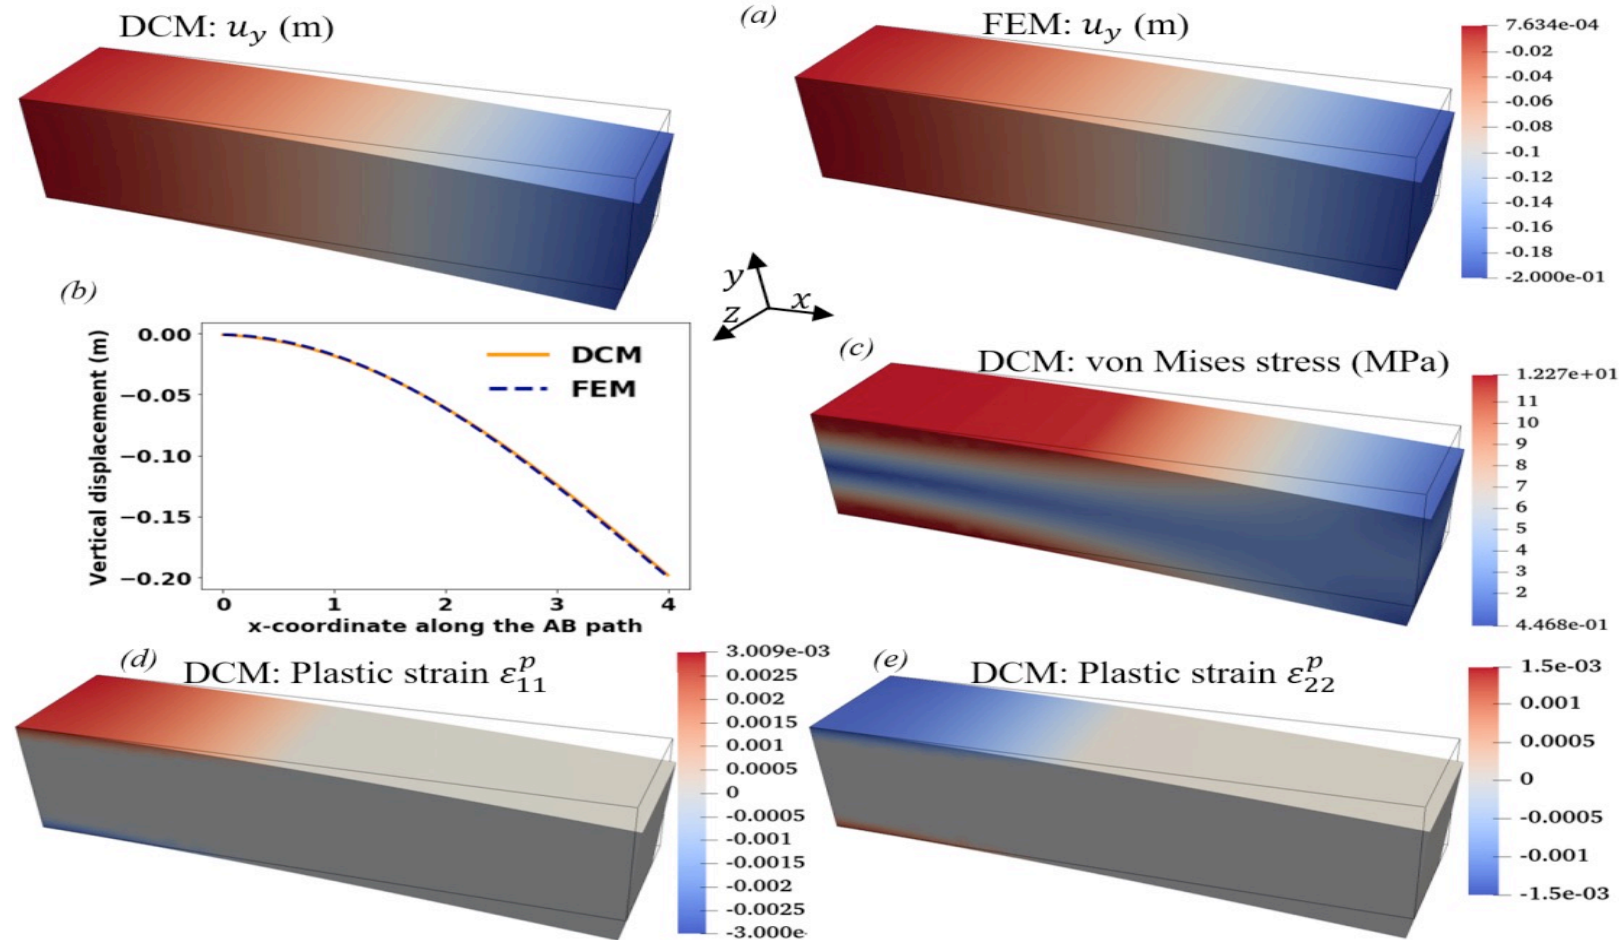 DCM: u_y (m)
(a)
FEM: u_y (m)
7.634e-04
-0.02
-0.04
-0.06
-0.08
-0.1
-0.12
-0.14
-0.16
-0.18
-2.000e-01
(b)
0.00
−0.05
−0.10
−0.15
−0.20
Vertical displacement (m)
DCM
FEM
0 1 2 3 4
x-coordinate along the AB path
y
z
x
(c)
DCM: von Mises stress (MPa)
1.227e+01
11
10
9
8
7
6
5
4
3
2
4.468e-01
(d)
DCM: Plastic strain ε^p_11
3.009e-03
0.0025
0.002
0.0015
0.001
0.0005
0
-0.0005
-0.001
-0.0015
-0.002
-0.0025
-3.000e-
(e)
DCM: Plastic strain ε^p_22
1.5e-03
0.001
0.0005
0
-0.0005
-0.001
-1.5e-03